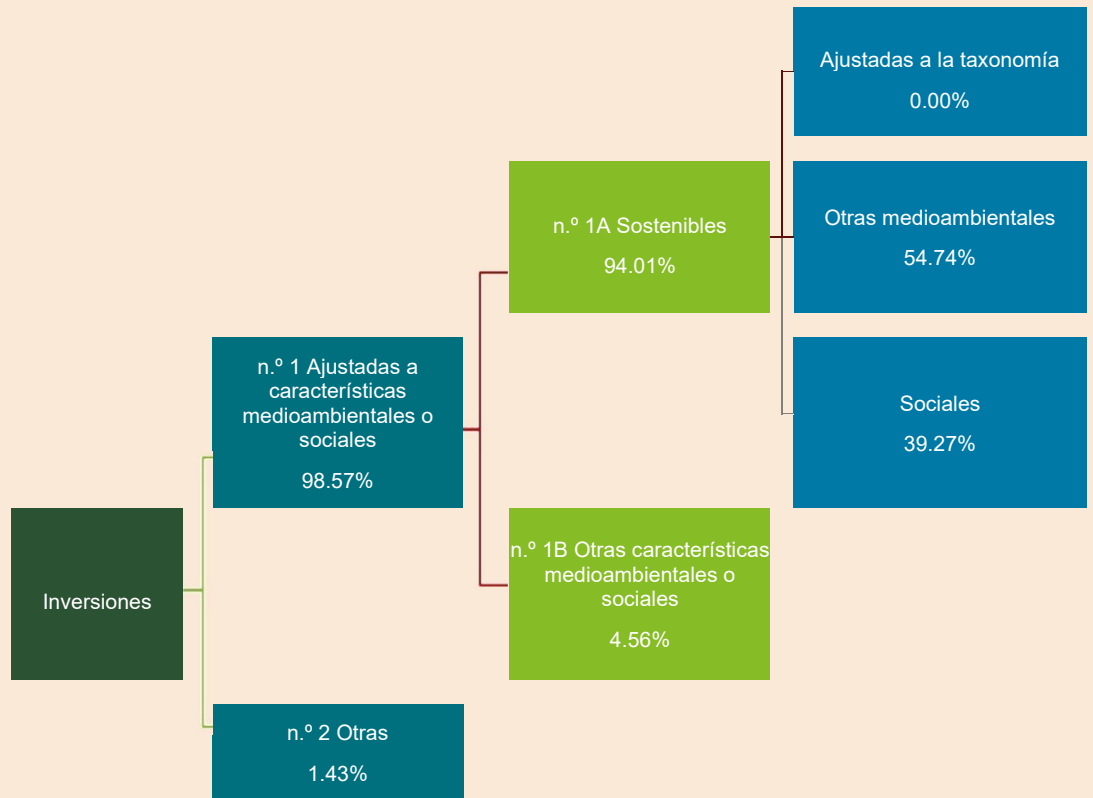 Inversiones
n.º 1 Ajustadas a
características
medioambientales o
sociales
98.57%
n.º 2 Otras
1.43%
n.º 1A Sostenibles
94.01%
n.º 1B Otras características
medioambientales o
sociales
4.56%
Ajustadas a la taxonomía
0.00%
Otras medioambientales
54.74%
Sociales
39.27%